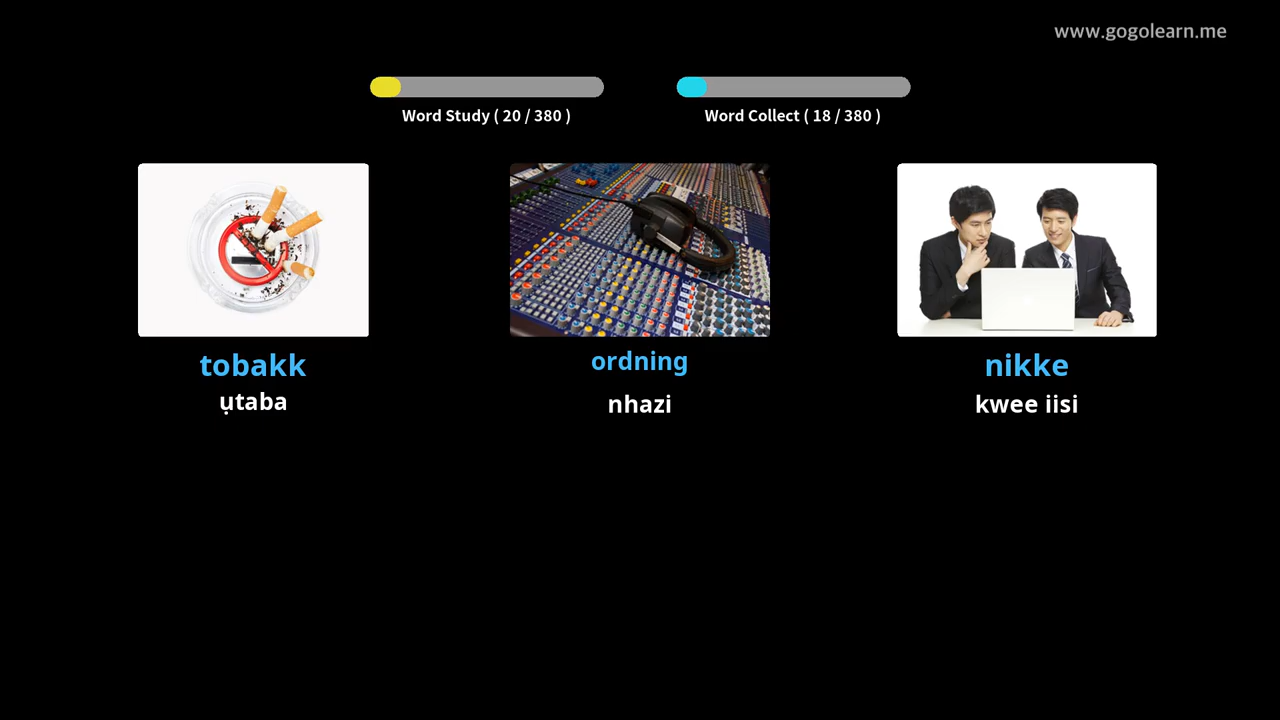 www.gogolearn.me
Word Study ( 20 / 380 )
Word Collect ( 18 / 380 )
tobakk
ụtaba
ordning
nhazi
nikke
kwee iisi